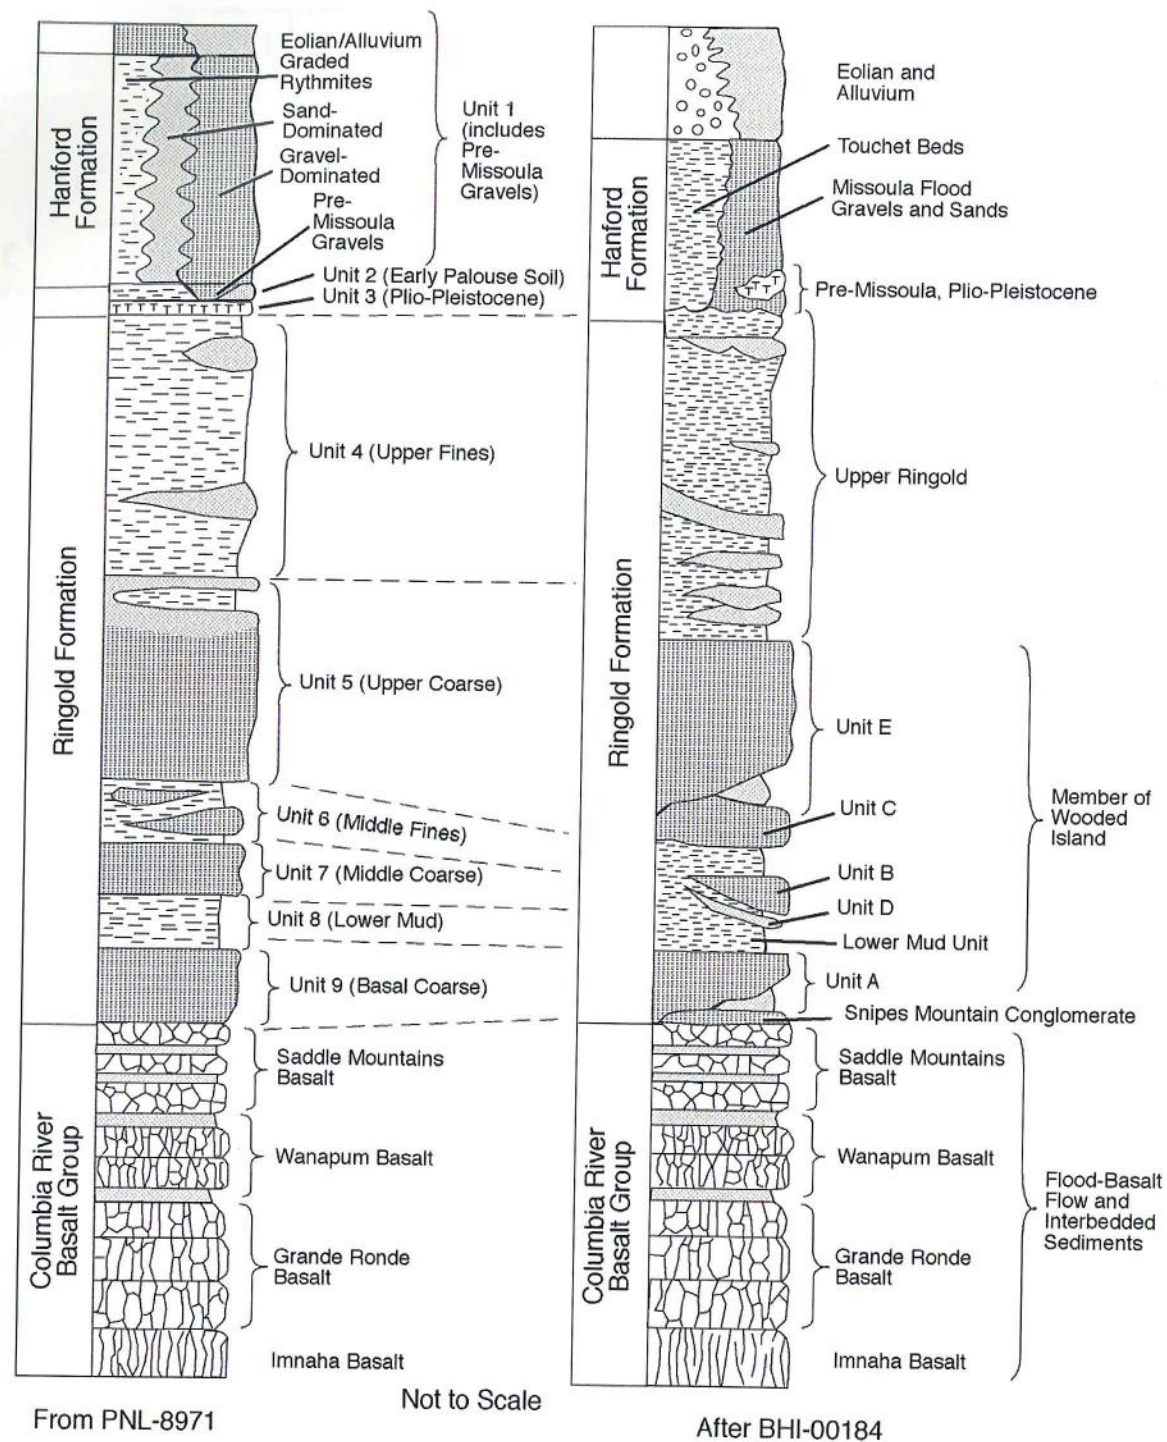 Hanford
Formation
Ringold Formation
Columbia River
Basalt Group
Eolian/Alluvium
Graded
Rythmites
Sand-
Dominated
Gravel-
Dominated
Pre-
Missoula
Gravels
Unit 1
(includes
Pre-
Missoula
Gravels)
Unit 2 (Early Palouse Soil)
Unit 3 (Plio-Pleistocene)
Unit 4 (Upper Fines)
Unit 5 (Upper Coarse)
Unit 6 (Middle Fines)
Unit 7 (Middle Coarse)
Unit 8 (Lower Mud)
Unit 9 (Basal Coarse)
Saddle Mountains
Basalt
Wanapum Basalt
Grande Ronde
Basalt
Imnaha Basalt
From PNL-8971
Not to Scale
Hanford
Formation
Ringold Formation
Columbia River
Basalt Group
Eolian and
Alluvium
Touchet Beds
Missoula Flood
Gravels and Sands
Pre-Missoula, Plio-Pleistocene
Upper Ringold
Unit E
Unit C
Unit B
Unit D
Lower Mud Unit
Unit A
Member of
Wooded
Island
Snipes Mountain Conglomerate
Saddle Mountains
Basalt
Wanapum Basalt
Grande Ronde
Basalt
Imnaha Basalt
Flood-Basalt
Flow and
Interbedded
Sediments
After BHI-00184